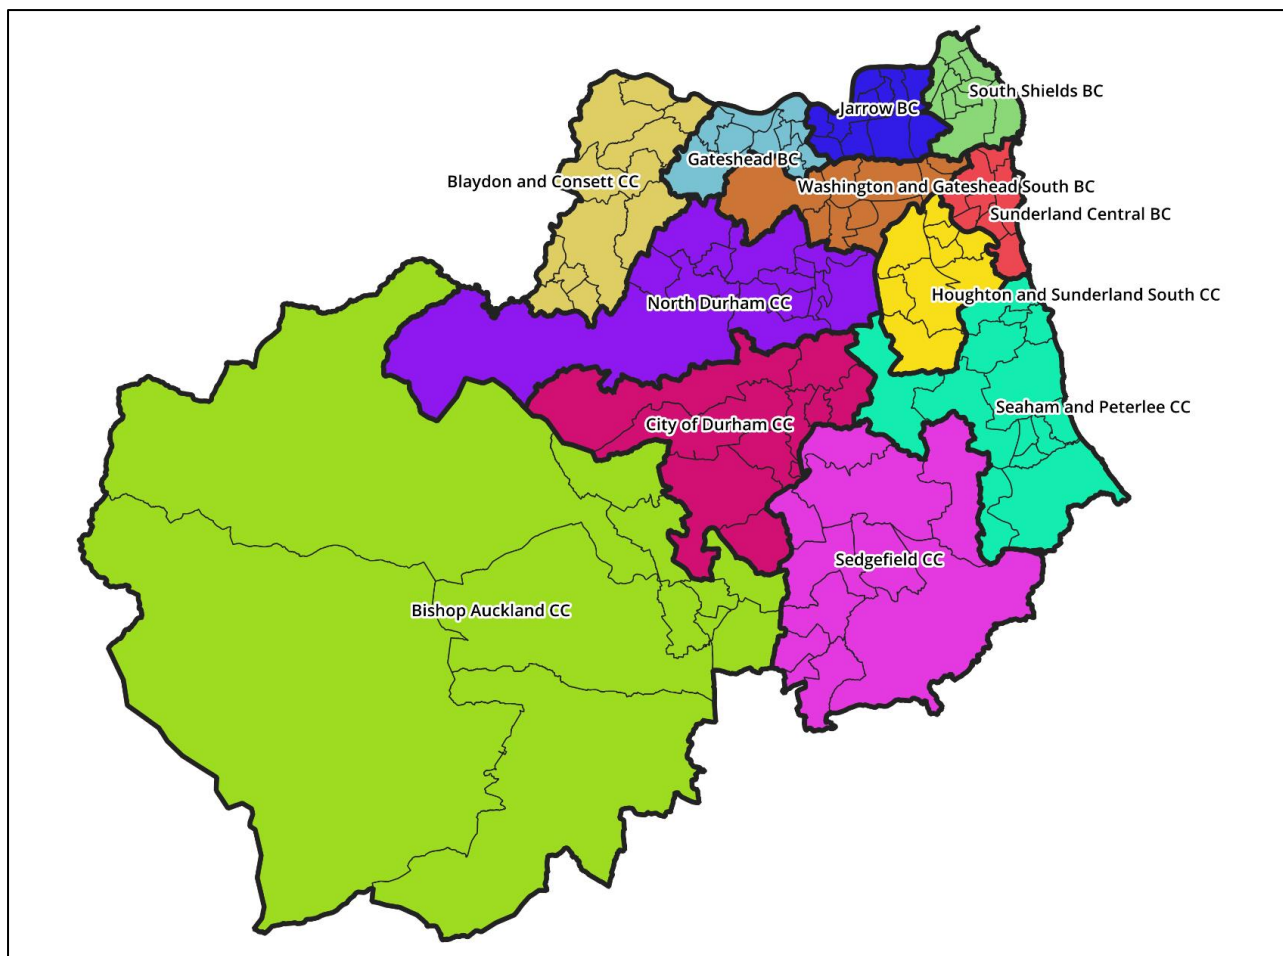 South Shields BC
Jarrow BC
Gateshead BC
Blaydon and Consett CC
Washington and Gateshead South BC
Sunderland Central BC
Houghton and Sunderland South CC
North Durham CC
Seaham and Peterlee CC
City of Durham CC
Sedgefield CC
Bishop Auckland CC